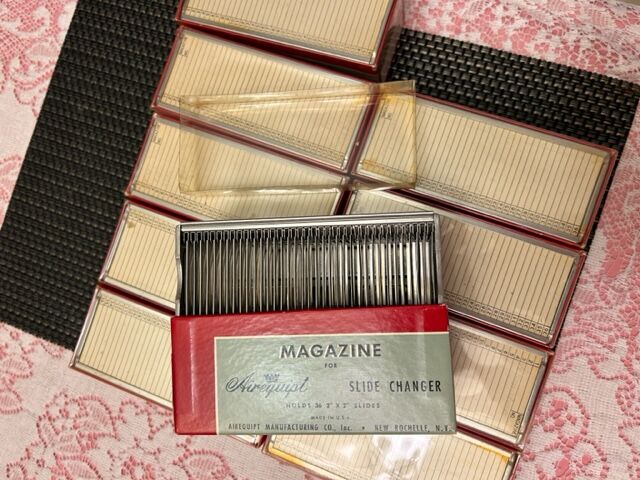 MAGAZINE
FOR
Airequipt SLIDE CHANGER
HOLDS 36 2" X 2" SLIDES
MADE IN U.S.A.
AIREQUIPT MANUFACTURING CO., Inc. • NEW ROCHELLE, N.Y.